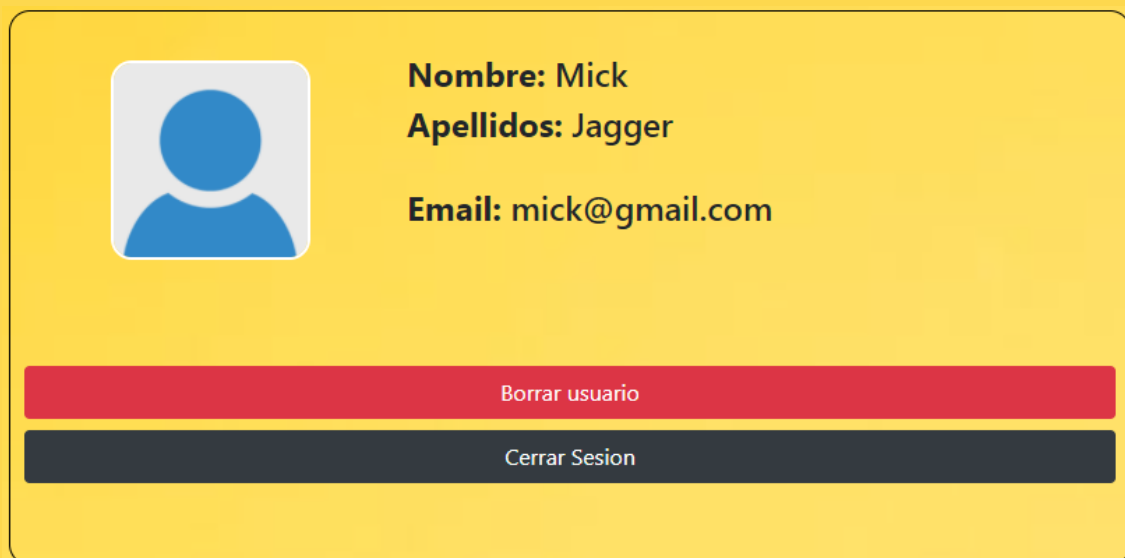 Nombre: Mick
Apellidos: Jagger
Email: mick@gmail.com
Borrar usuario
Cerrar Sesion